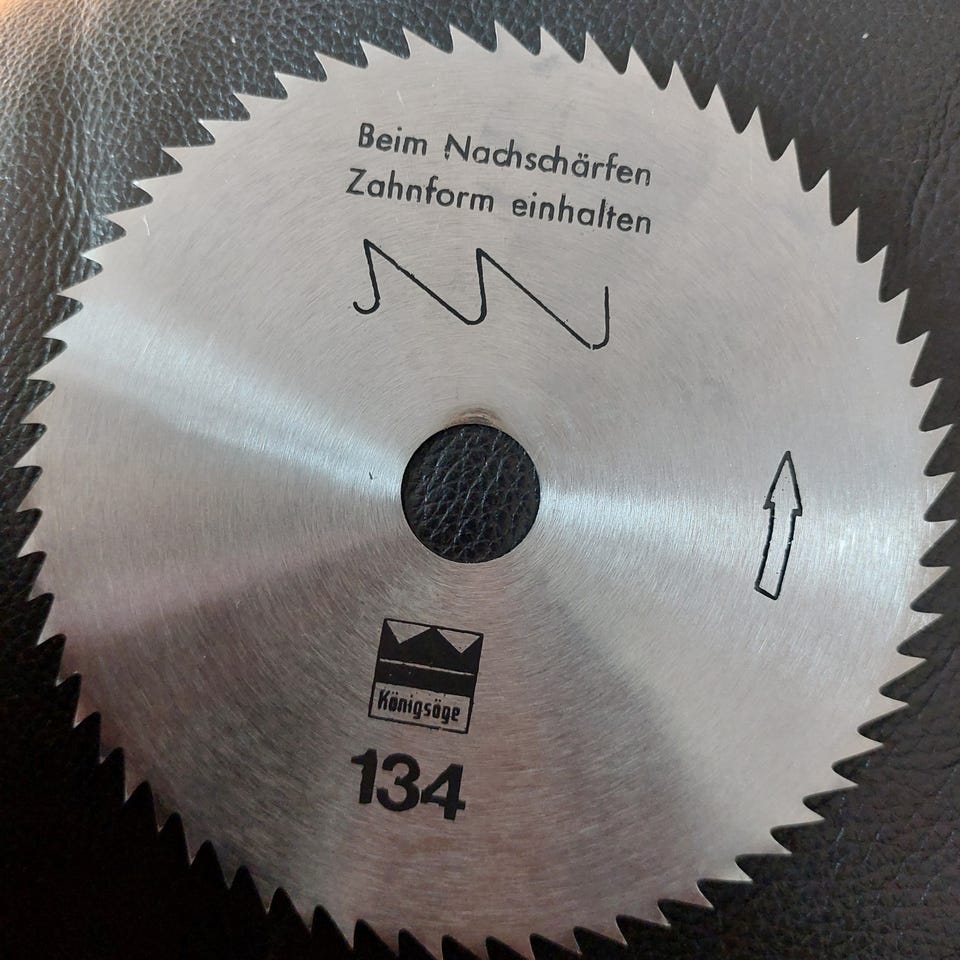 Beim Nachschärfen
Zahnform einhalten
Königsäge
134